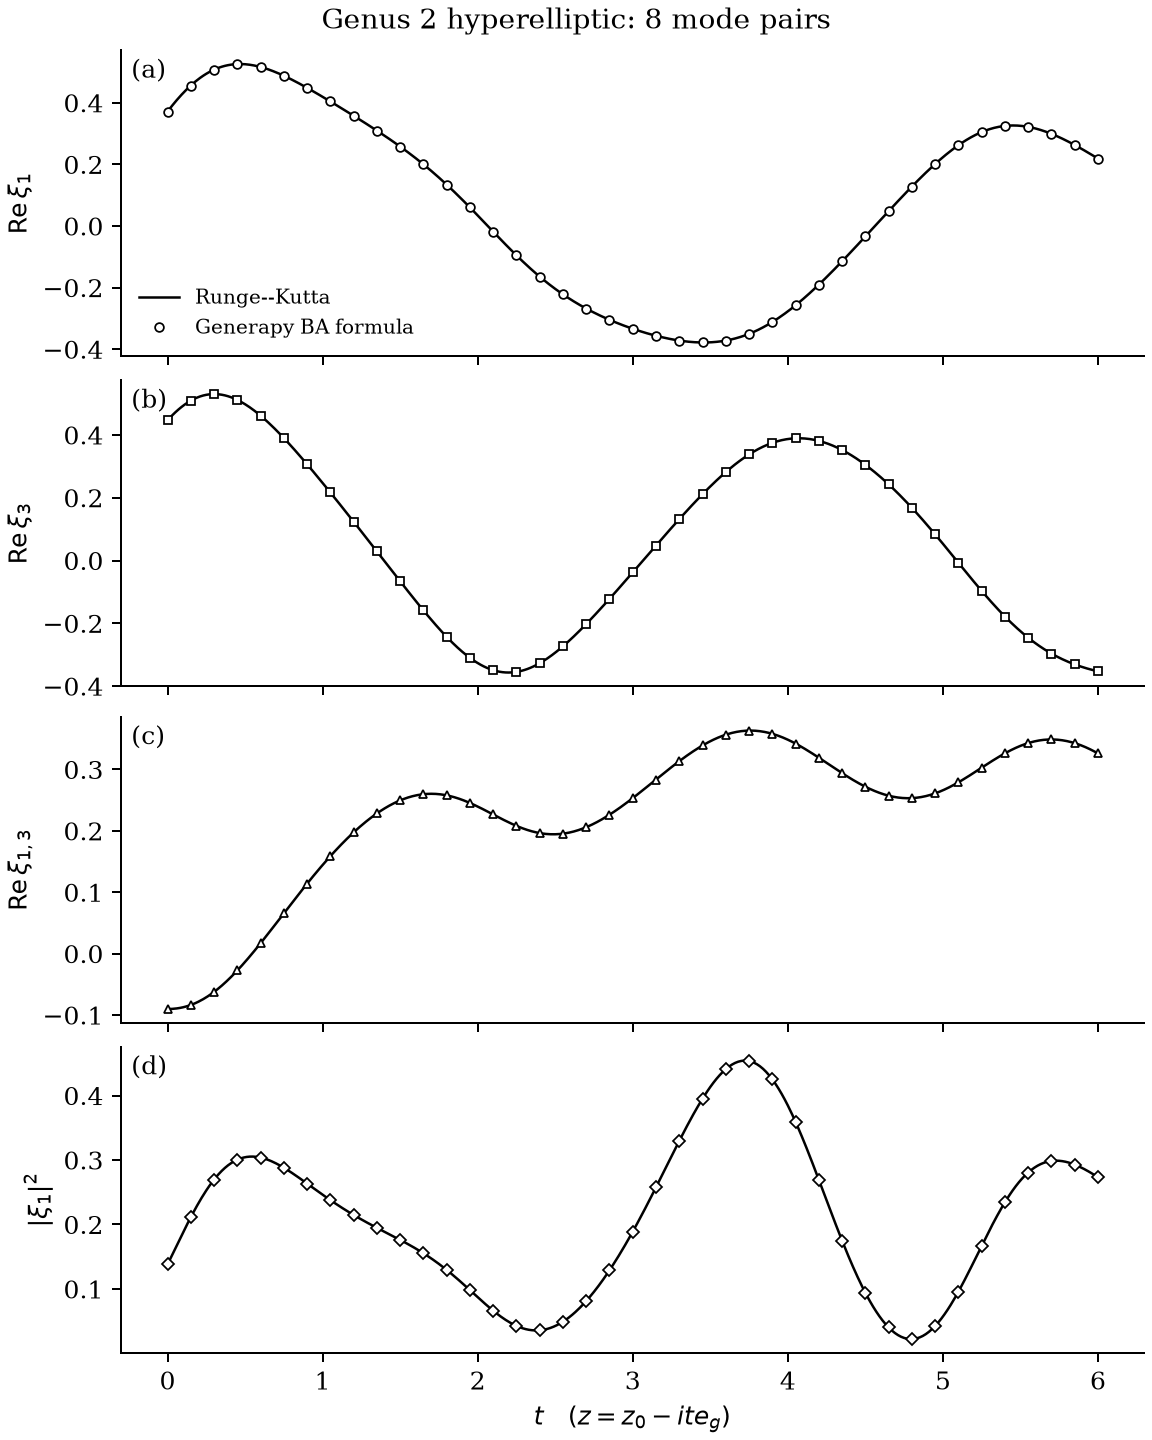 Genus 2 hyperelliptic: 8 mode pairs
(a)
Re ξ₁
0.4
0.2
0.0
−0.2
−0.4
Runge--Kutta
Generapy BA formula
(b)
Re ξ₃
0.4
0.2
0.0
−0.2
−0.4
(c)
Re ξ₁,₃
0.3
0.2
0.1
0.0
−0.1
(d)
|ξ₁|²
0.4
0.3
0.2
0.1
0 1 2 3 4 5 6
t (z = z₀ − ite_g)